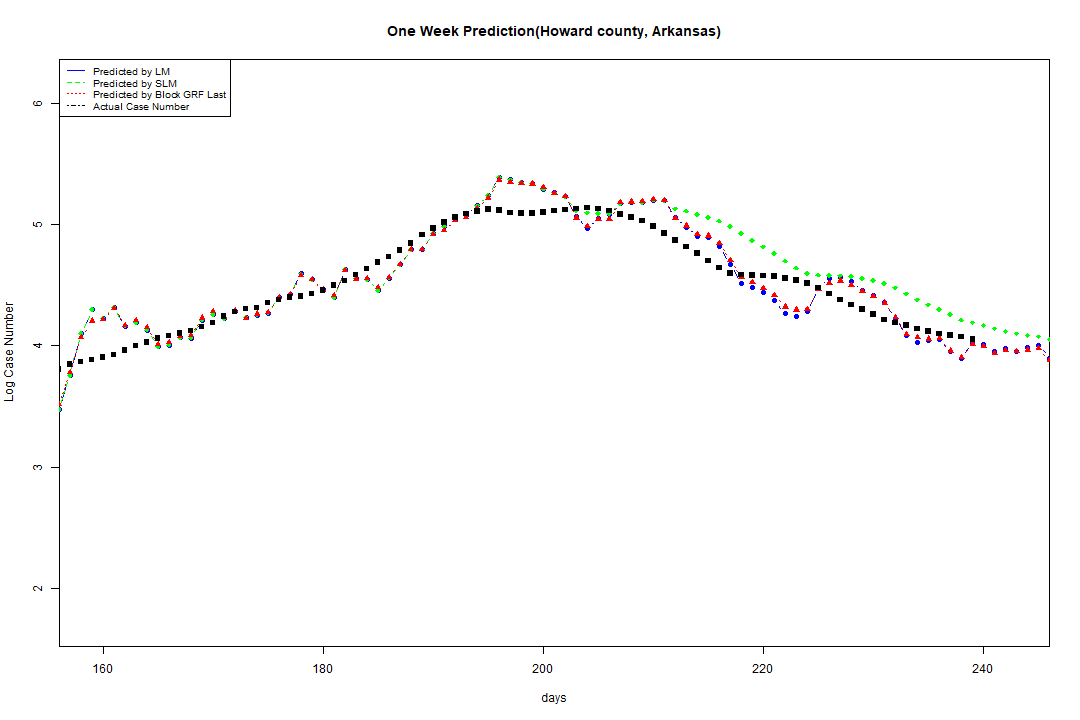 One Week Prediction(Howard county, Arkansas)
Predicted by LM
Predicted by SLM
Predicted by Block GRF Last
Actual Case Number
6
5
4
3
2
Log Case Number
160 180 200 220 240
days